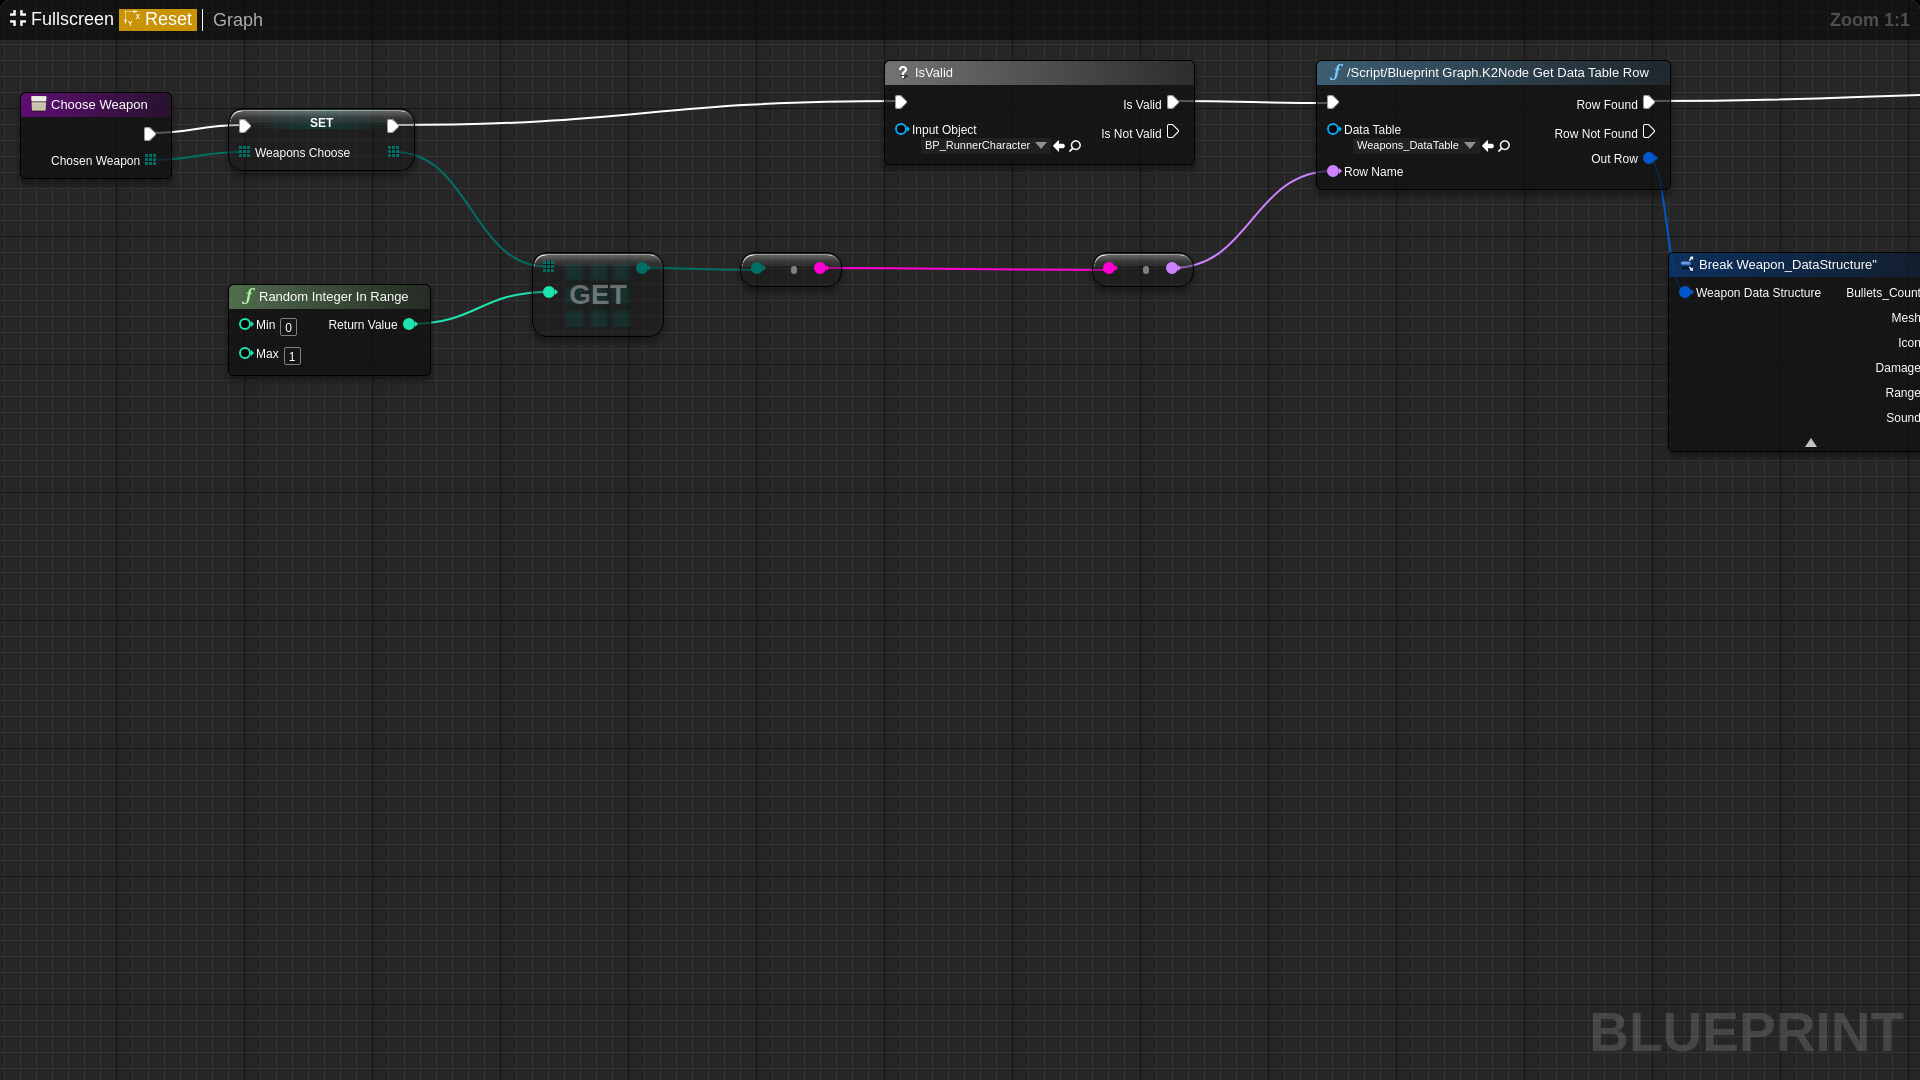 Fullscreen Reset Graph
Zoom 1:1
Choose Weapon
Chosen Weapon
SET
Weapons Choose
? IsValid
Is Valid
Input Object
BP_RunnerCharacter
Is Not Valid
f /Script/Blueprint Graph.K2Node Get Data Table Row
Row Found
Data Table
Weapons_DataTable
Row Not Found
Out Row
Row Name
f Random Integer In Range
Min 0
Return Value
Max 1
GET
Break Weapon_DataStructure"
Weapon Data Structure
Bullets_Count
Mesh
Icon
Damage
Range
Sound
BLUEPRINT